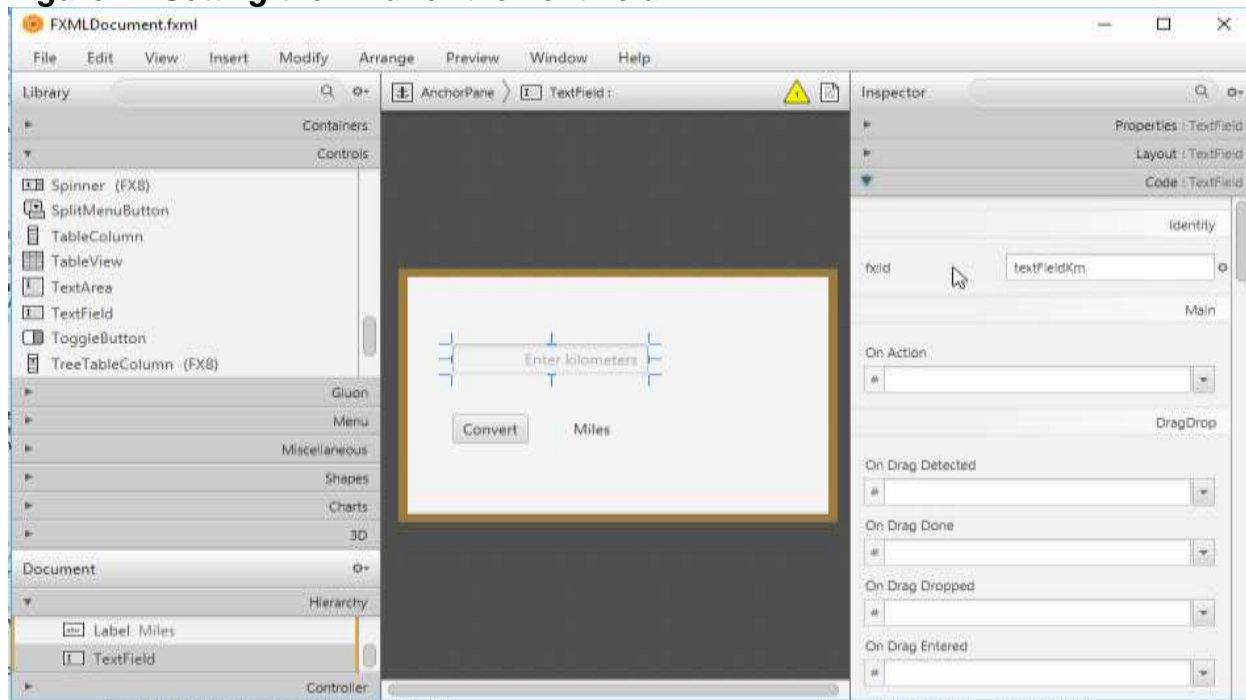 FXMLDocument.fxml
File Edit View Insert Modify Arrange Preview Window Help
Library
Containers
Controls
Spinner (FX8)
SplitMenuButton
TableColumn
TableView
TextArea
TextField
ToggleButton
TreeTableColumn (FX8)
Gluon
Menu
Miscellaneous
Shapes
Charts
3D
Document
Hierarchy
abc Label Miles
TextField
Controller
AnchorPane TextField :
Enter kilometers
Convert Miles
Inspector
Properties : TextField
Layout : TextField
Code : TextField
Identity
fx:id textFieldKm
Main
On Action
#
DragDrop
On Drag Detected
#
On Drag Done
#
On Drag Dropped
#
On Drag Entered
#